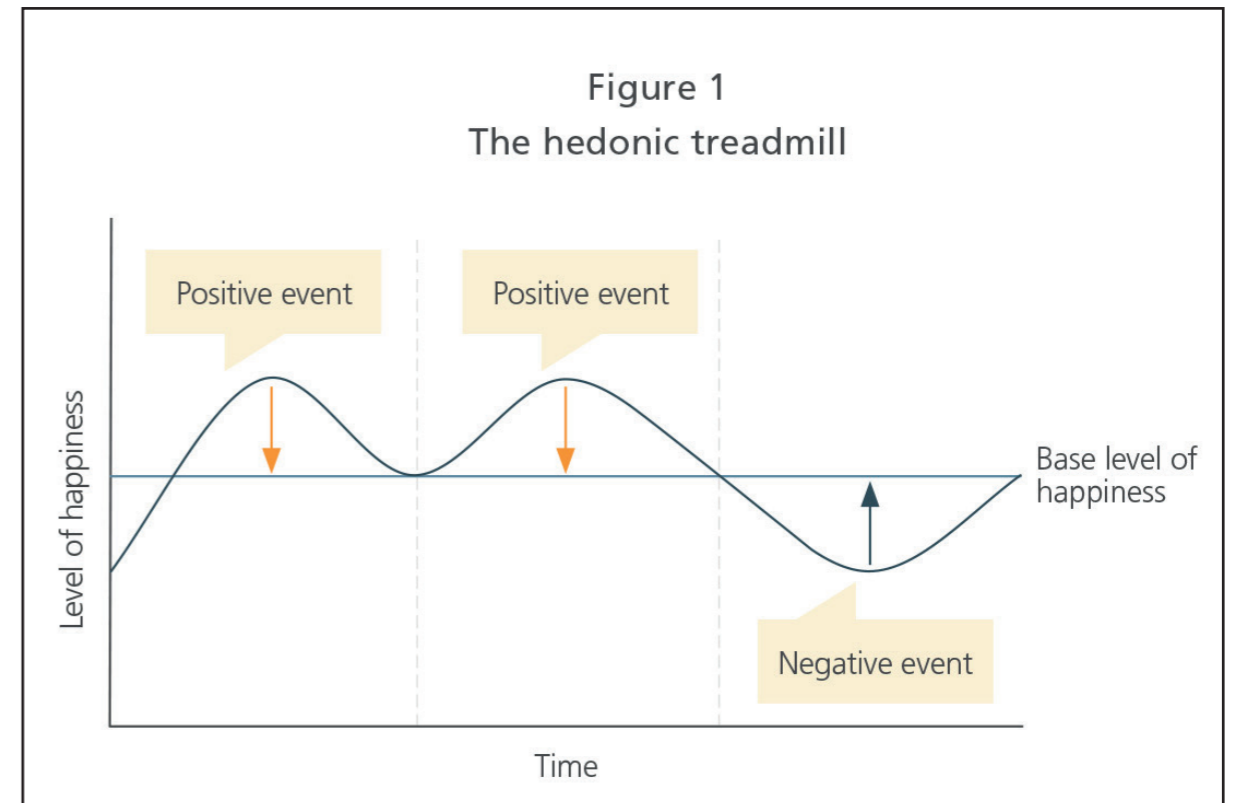 Figure 1
The hedonic treadmill
Positive event
Positive event
Level of happiness
Base level of
happiness
Negative event
Time